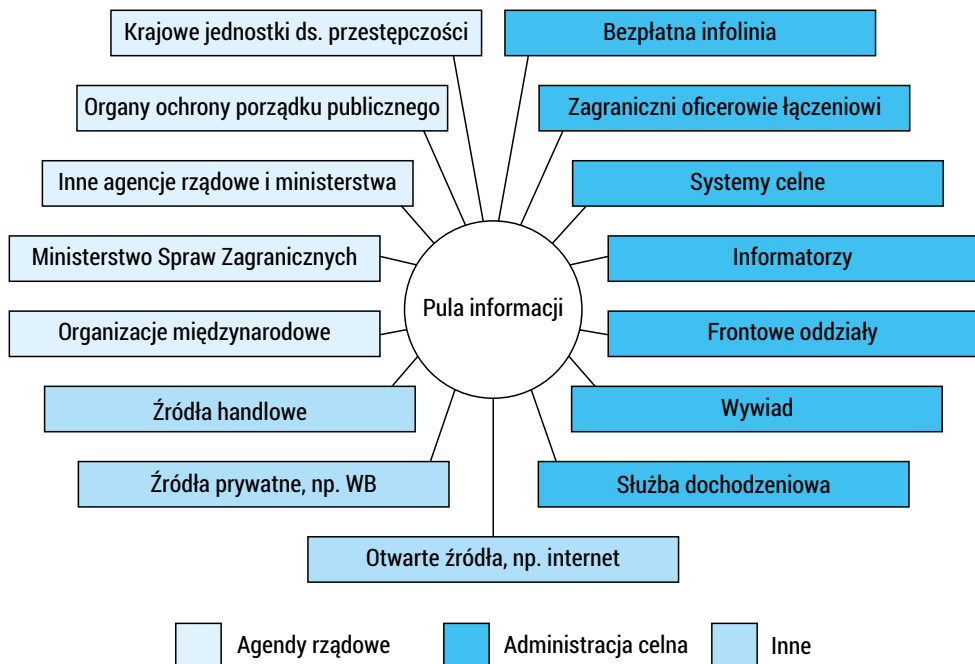 Krajowe jednostki ds. przestępczości
Bezpłatna infolinia
Organy ochrony porządku publicznego
Zagraniczni oficerowie łączeniowi
Inne agencje rządowe i ministerstwa
Systemy celne
Ministerstwo Spraw Zagranicznych
Informatorzy
Pula informacji
Organizacje międzynarodowe
Frontowe oddziały
Źródła handlowe
Wywiad
Źródła prywatne, np. WB
Służba dochodzeniowa
Otwarte źródła, np. internet
Agendy rządowe
Administracja celna
Inne